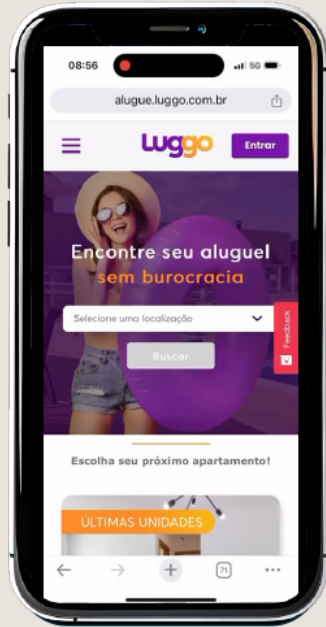 08:56
5G
alugue.luggo.com.br
Luggo
Entrar
Encontre seu aluguel
sem burocracia
Selecione uma localização
Feedback
Buscar
Escolha seu próximo apartamento!
ÚLTIMAS UNIDADES
71